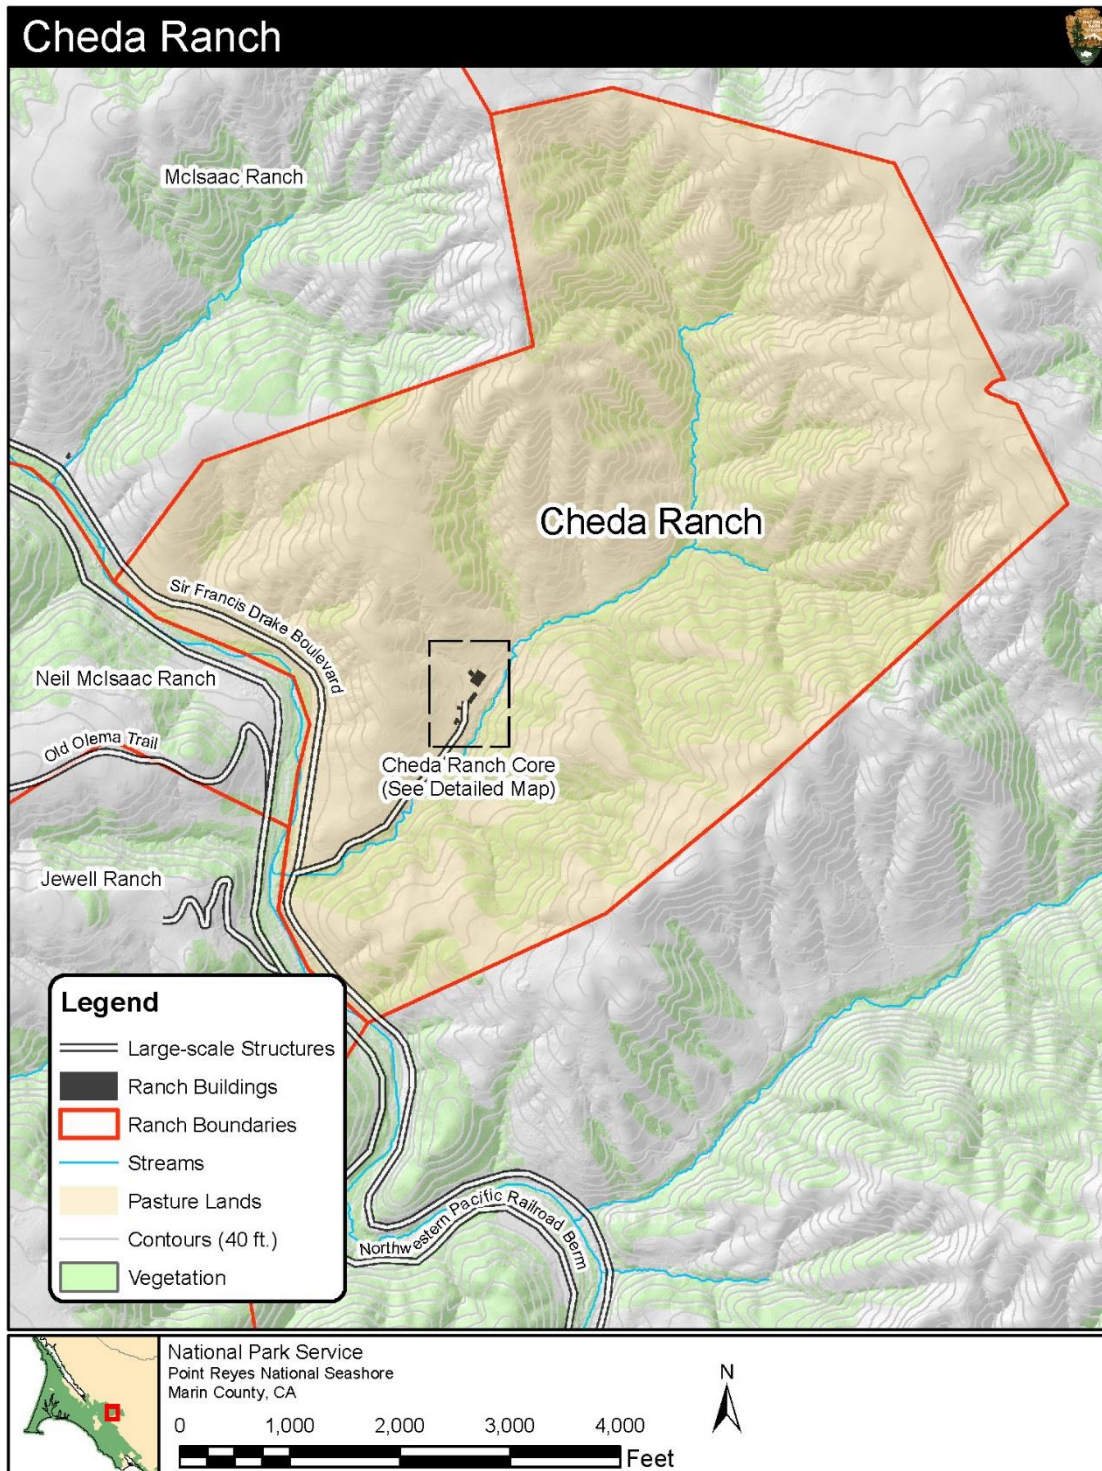 Cheda Ranch
McIsaac Ranch
Cheda Ranch
Sir Francis Drake Boulevard
Neil McIsaac Ranch
Old Olema Trail
Cheda Ranch Core
(See Detailed Map)
Jewell Ranch
Legend
Large-scale Structures
Ranch Buildings
Ranch Boundaries
Streams
Pasture Lands
Contours (40 ft.)
Vegetation
Northwestern Pacific Railroad Berm
National Park Service
Point Reyes National Seashore
Marin County, CA
N
0 1,000 2,000 3,000 4,000
Feet